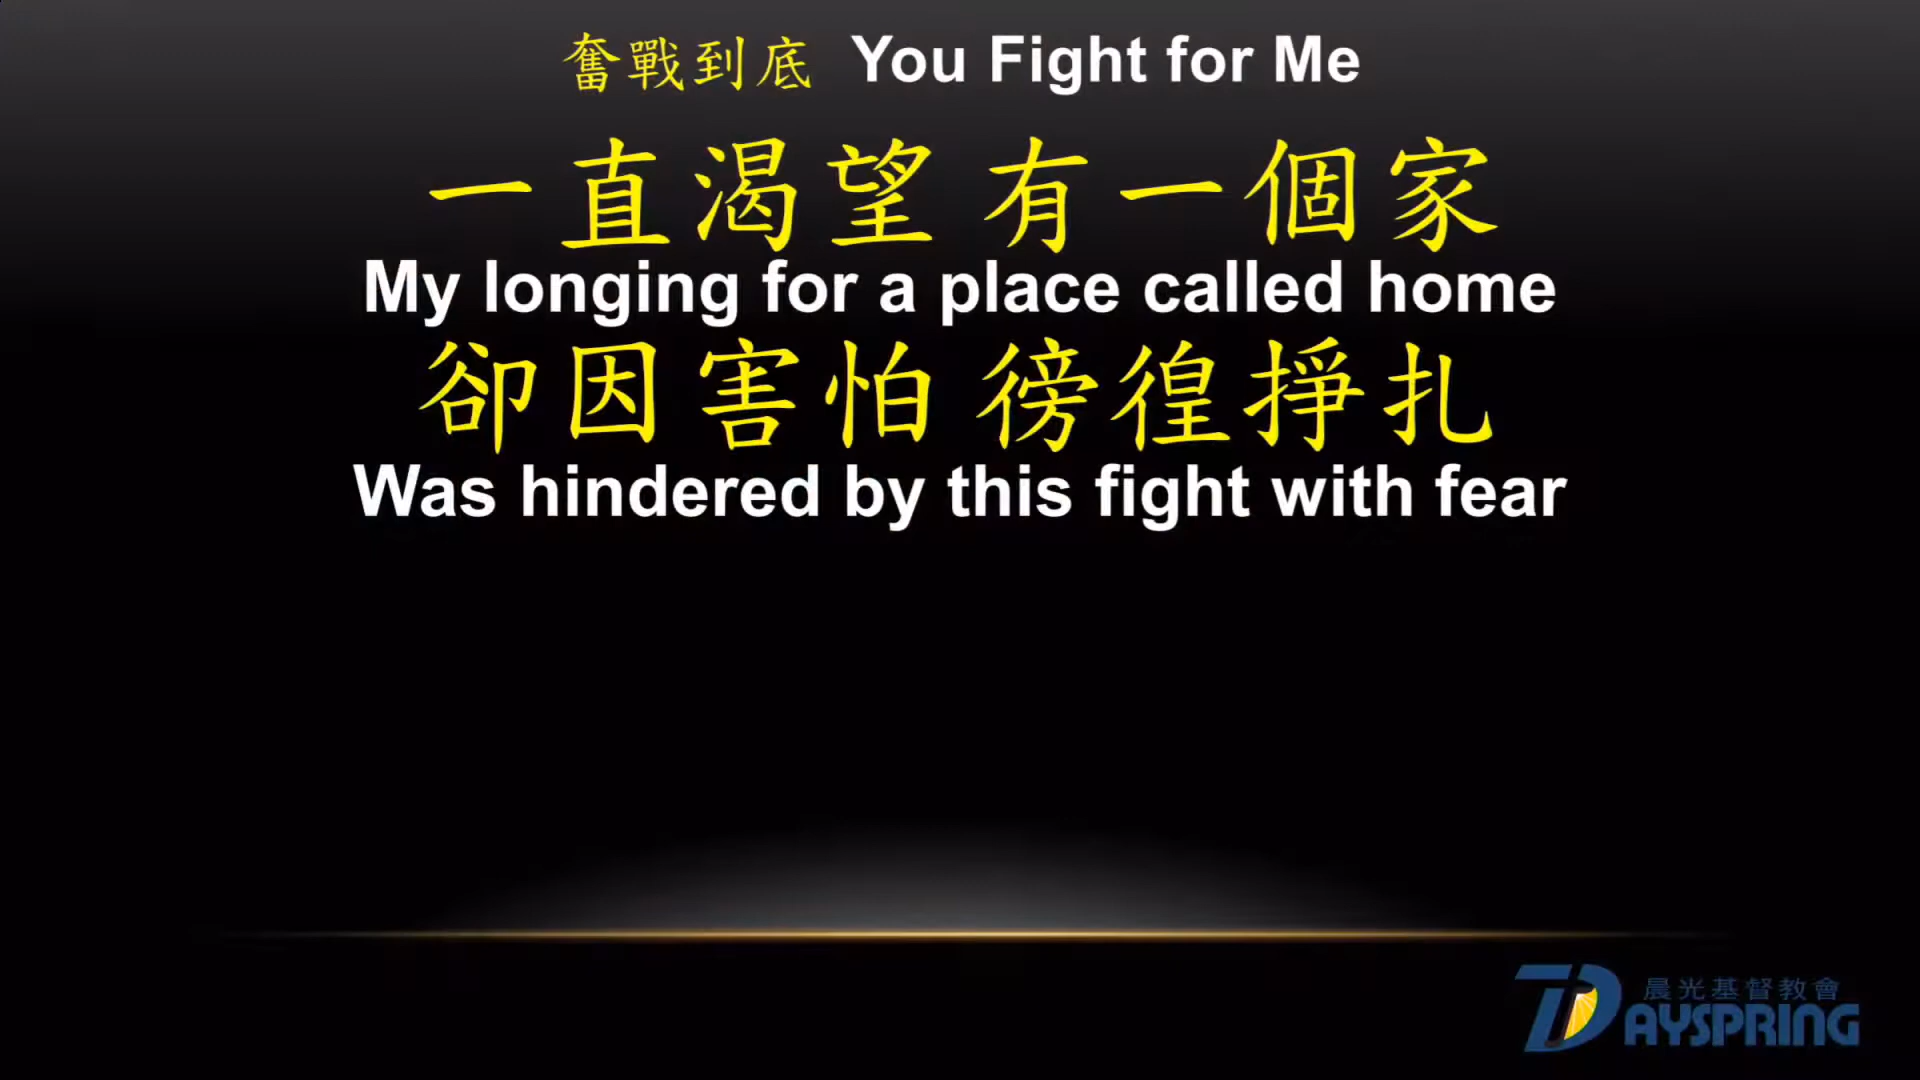 奮戰到底 You Fight for Me
一直渴望 有一個家
My longing for a place called home
卻因害怕 徬徨掙扎
Was hindered by this fight with fear
晨光基督教會
DAYSPRING